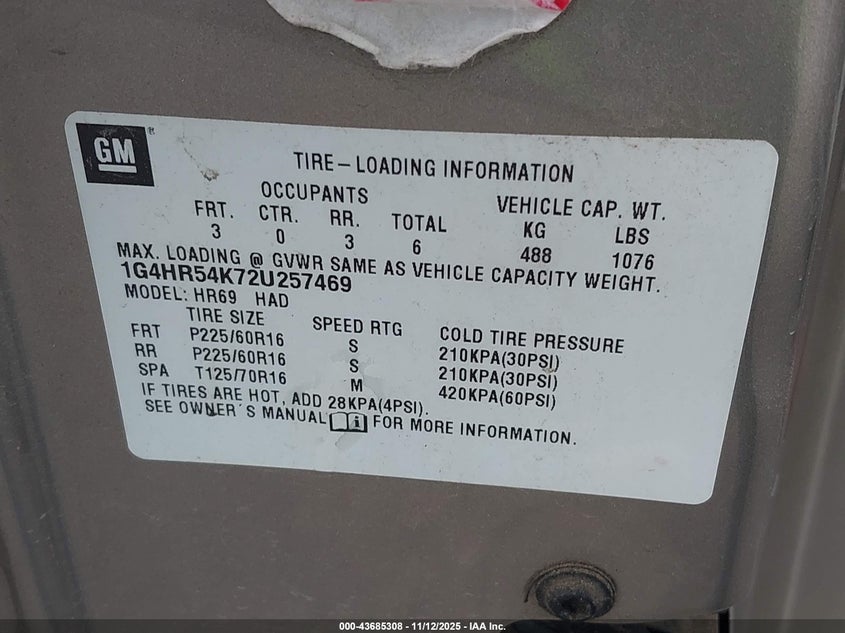 GM
TIRE-LOADING INFORMATION
OCCUPANTS VEHICLE CAP. WT.
FRT. CTR. RR. TOTAL KG LBS
3 0 3 6 488 1076
MAX. LOADING @ GVWR SAME AS VEHICLE CAPACITY WEIGHT.
1G4HR54K72U257469
MODEL: HR69 HAD
TIRE SIZE SPEED RTG COLD TIRE PRESSURE
FRT P225/60R16 S 210KPA(30PSI)
RR P225/60R16 S 210KPA(30PSI)
SPA T125/70R16 M 420KPA(60PSI)
IF TIRES ARE HOT, ADD 28KPA(4PSI).
SEE OWNER'S MANUAL i FOR MORE INFORMATION.
000-43685308 - 11/12/2025 - IAA Inc.